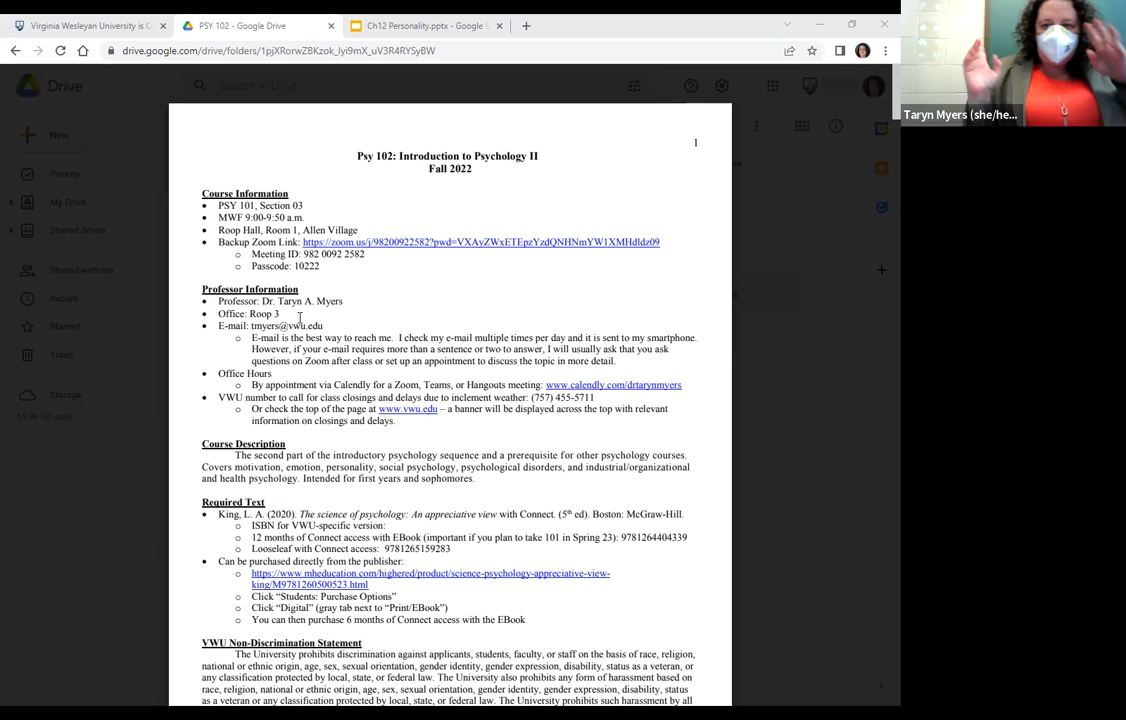 Virginia Wesleyan University is C
PSY 102 - Google Drive
Ch12 Personality.pptx - Google S
drive.google.com/drive/folders/1pjXRorwZBKzok_lyi9mX_uV3R4RYSyBW
Drive
Search in Dr
New
Priority
My Drive
Shared drives
Shared with me
Recent
Starred
Trash
Storage
55.99 GB used
Taryn Myers (she/he...
1
Psy 102: Introduction to Psychology II
Fall 2022
Course Information
• PSY 101, Section 03
• MWF 9:00-9:50 a.m.
• Roop Hall, Room 1, Allen Village
• Backup Zoom Link: https://zoom.us/j/98200922582?pwd=VXAyZWxETEpzYzdQNHNmYW1XMHdldz09
o Meeting ID: 982 0092 2582
o Passcode: 10222
Professor Information
• Professor: Dr. Taryn A. Myers
• Office: Roop 3
• E-mail: tmyers@vwu.edu
o E-mail is the best way to reach me.  I check my e-mail multiple times per day and it is sent to my smartphone.
However, if your e-mail requires more than a sentence or two to answer, I will usually ask that you ask
questions on Zoom after class or set up an appointment to discuss the topic in more detail.
• Office Hours
o By appointment via Calendly for a Zoom, Teams, or Hangouts meeting: www.calendly.com/drtarynmyers
• VWU number to call for class closings and delays due to inclement weather: (757) 455-5711
o Or check the top of the page at www.vwu.edu – a banner will be displayed across the top with relevant
information on closings and delays.
Course Description
The second part of the introductory psychology sequence and a prerequisite for other psychology courses.
Covers motivation, emotion, personality, social psychology, psychological disorders, and industrial/organizational
and health psychology. Intended for first years and sophomores.
Required Text
• King, L. A. (2020). The science of psychology: An appreciative view with Connect. (5th ed). Boston: McGraw-Hill.
o ISBN for VWU-specific version:
o 12 months of Connect access with EBook (important if you plan to take 101 in Spring 23): 9781264404339
o Looseleaf with Connect access:  9781265159283
• Can be purchased directly from the publisher:
o https://www.mheducation.com/highered/product/science-psychology-appreciative-view-
king/M9781260500523.html
o Click “Students: Purchase Options”
o Click “Digital” (gray tab next to “Print/EBook”)
o You can then purchase 6 months of Connect access with the EBook
VWU Non-Discrimination Statement
The University prohibits discrimination against applicants, students, faculty, or staff on the basis of race, religion,
national or ethnic origin, age, sex, sexual orientation, gender identity, gender expression, disability, status as a veteran, or
any classification protected by local, state, or federal law. The University also prohibits any form of harassment based on
race, religion, national or ethnic origin, age, sex, sexual orientation, gender identity, gender expression, disability, status
as a veteran or any classification protected by local, state, or federal law. The University prohibits such harassment by all